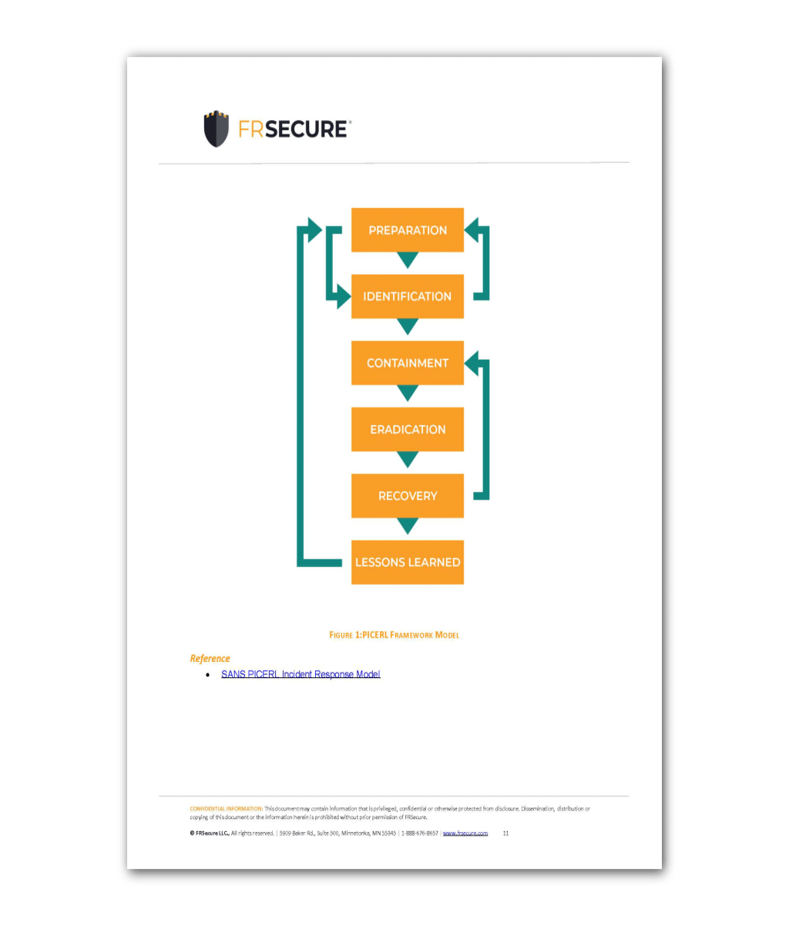 FRSECURE®
PREPARATION
IDENTIFICATION
CONTAINMENT
ERADICATION
RECOVERY
LESSONS LEARNED
FIGURE 1:PICERL FRAMEWORK MODEL
Reference
• SANS PICERL Incident Response Model
CONFIDENTIAL INFORMATION: This document may contain information that is privileged, confidential or otherwise protected from disclosure. Dissemination, distribution or
copying of this document or the information herein is prohibited without prior permission of FRSecure.
© FRSecure LLC., All rights reserved. | 5909 Baker Rd., Suite 500, Minnetonka, MN 55345 | 1-888-676-8657 | www.frsecure.com 11